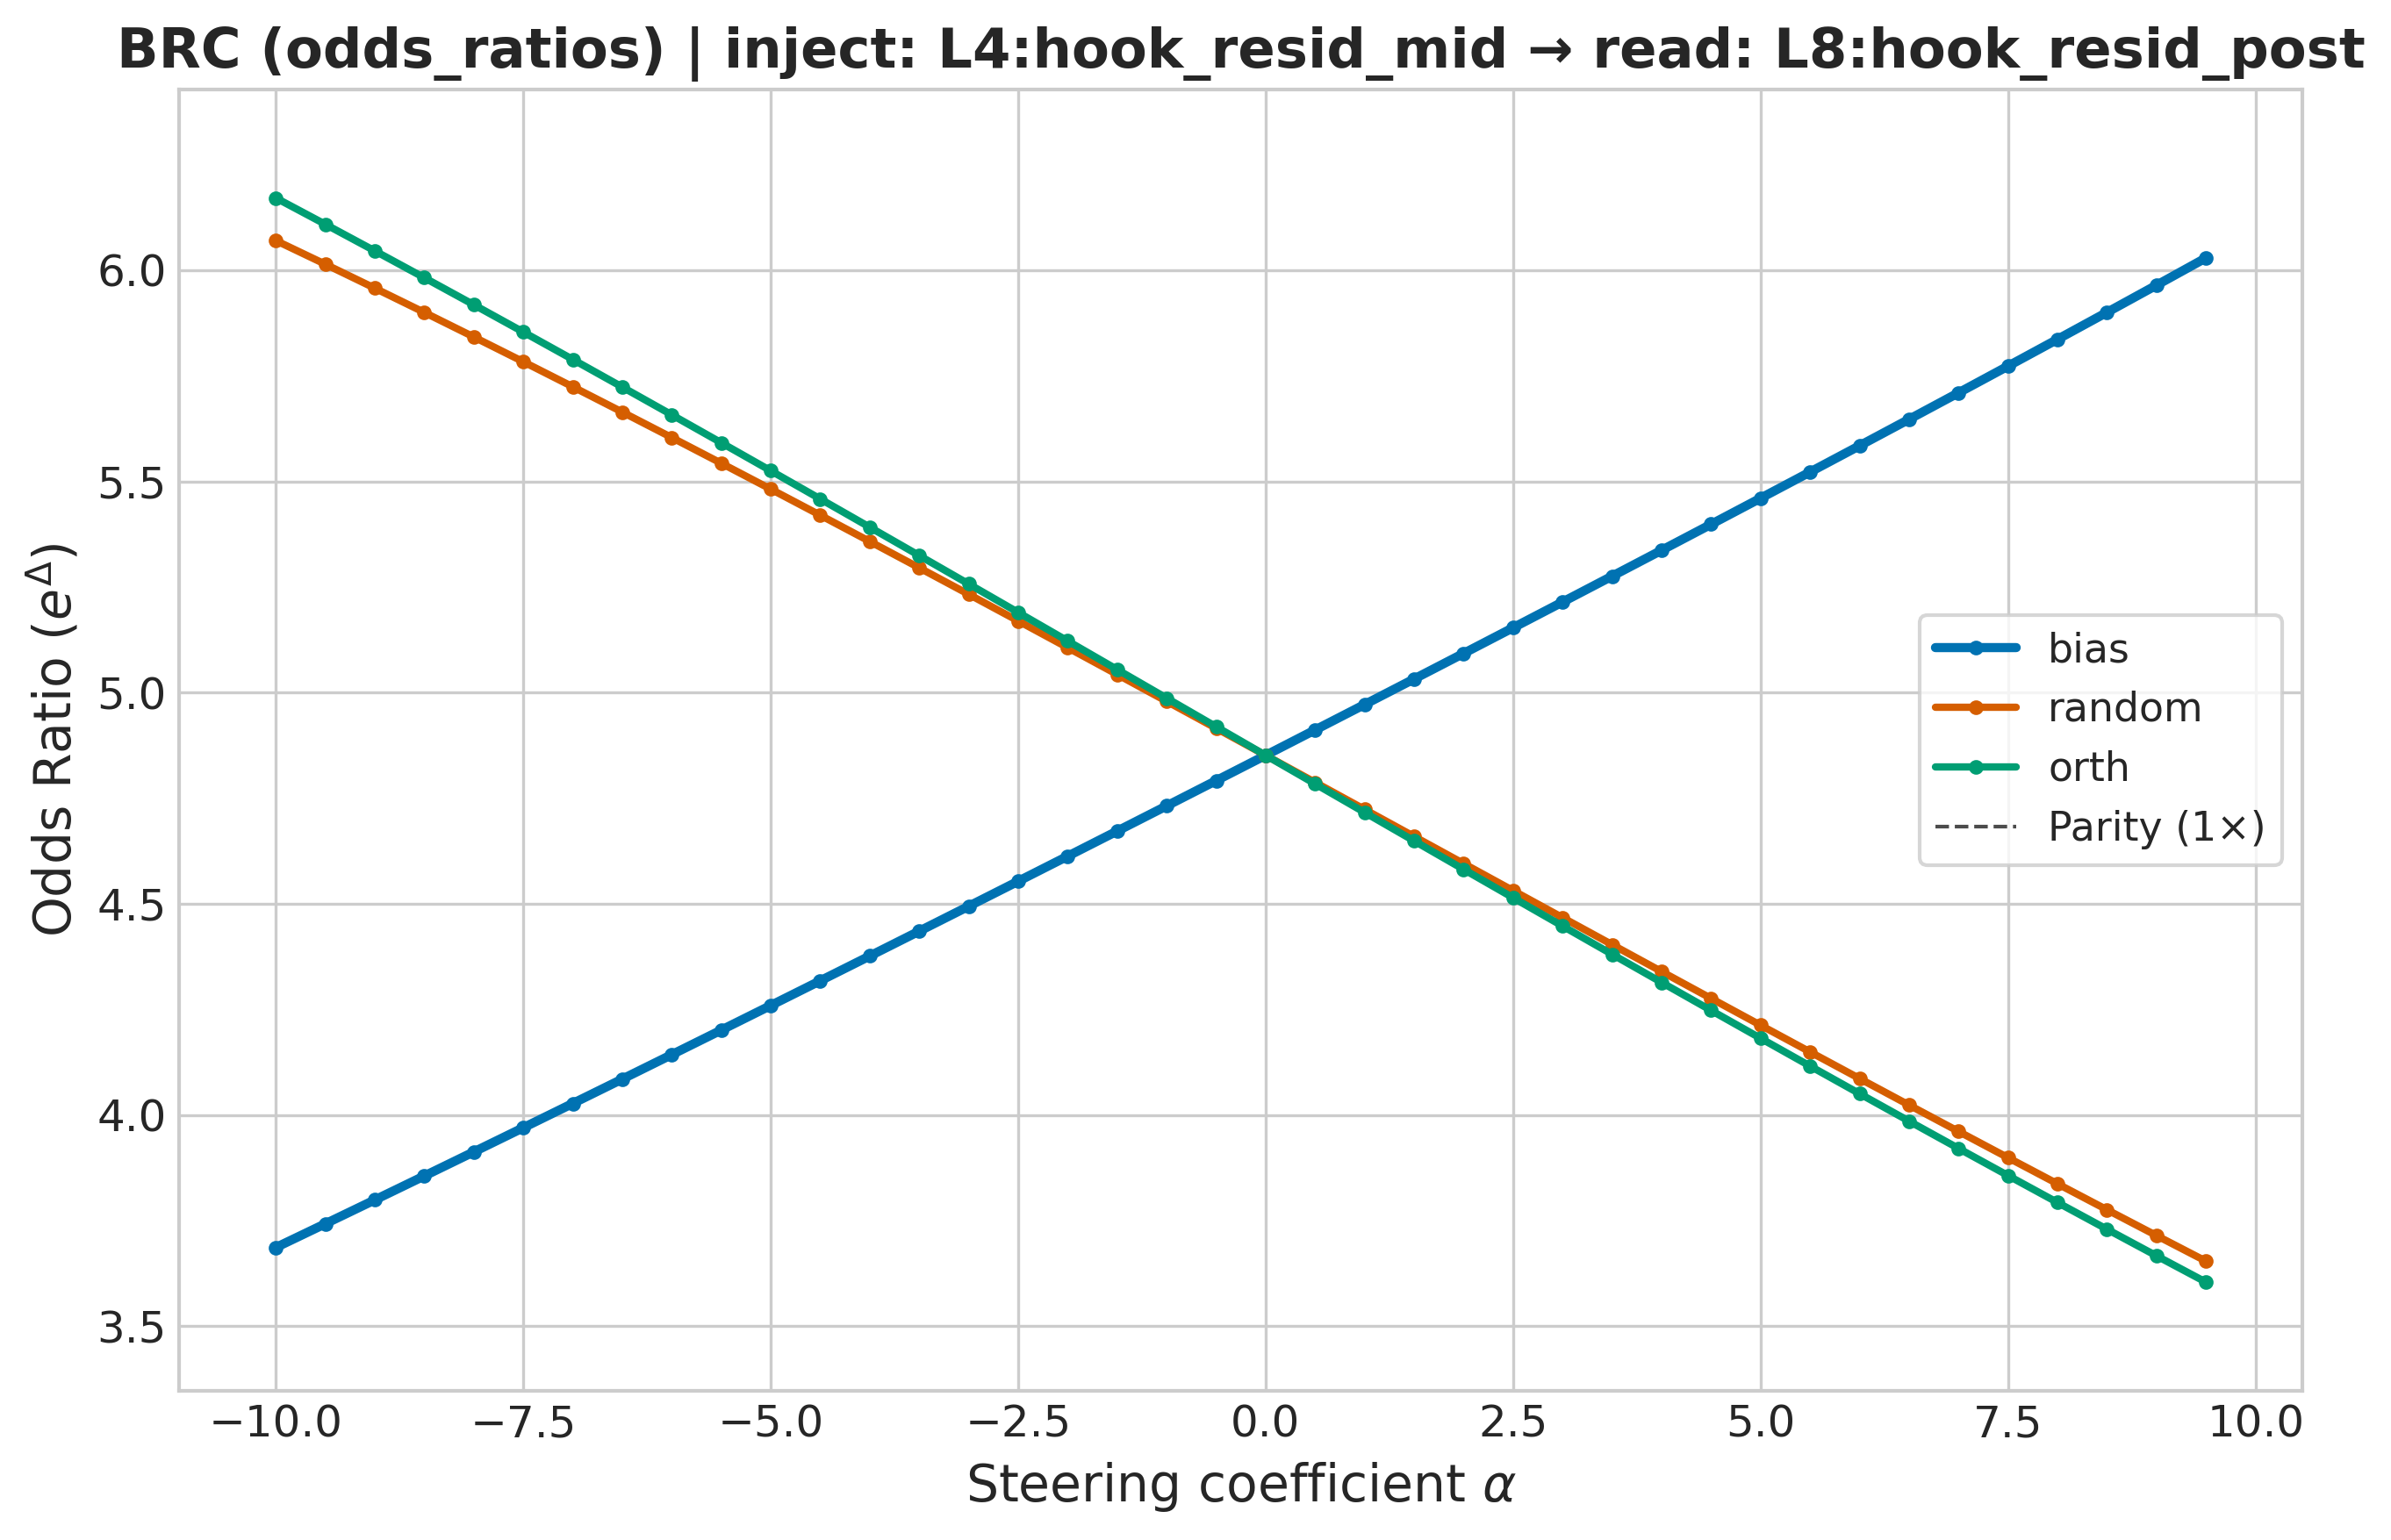 BRC (odds_ratios) | inject: L4:hook_resid_mid → read: L8:hook_resid_post
Odds Ratio (e^Δ)
6.0
5.5
5.0
4.5
4.0
3.5
bias
random
orth
Parity (1×)
−10.0 −7.5 −5.0 −2.5 0.0 2.5 5.0 7.5 10.0
Steering coefficient α